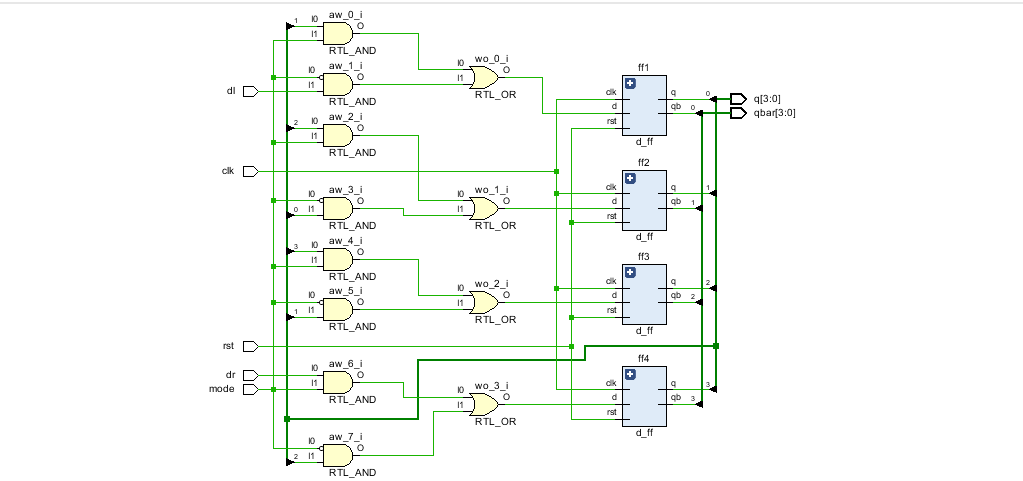 aw_0_i
1 I0 O
I1
RTL_AND
aw_1_i
I0 O
I1
RTL_AND
wo_0_i
I0 O
I1
RTL_OR
aw_2_i
2 I0 O
I1
RTL_AND
aw_3_i
I0 O
0 I1
RTL_AND
wo_1_i
I0 O
I1
RTL_OR
aw_4_i
3 I0 O
I1
RTL_AND
aw_5_i
I0 O
1 I1
RTL_AND
wo_2_i
I0 O
I1
RTL_OR
aw_6_i
I0 O
I1
RTL_AND
aw_7_i
I0 O
2 I1
RTL_AND
wo_3_i
I0 O
I1
RTL_OR
dl
clk
rst
dr
mode
ff1
clk q 0
d qb 0
rst
d_ff
ff2
clk q 1
d qb 1
rst
d_ff
ff3
clk q 2
d qb 2
rst
d_ff
ff4
clk q 3
d qb 3
rst
d_ff
q[3:0]
qbar[3:0]